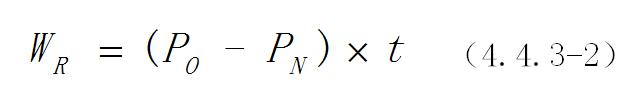 W_R = (P_O - P_N) × t (4.4.3-2)